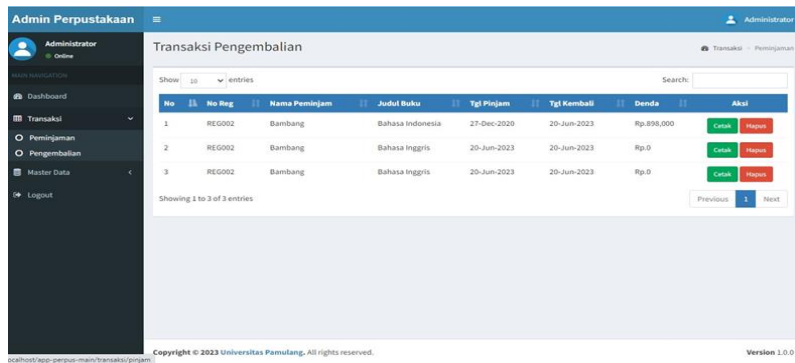 Admin Perpustakaan
Administrator
Administrator
Online
Transaksi Pengembalian
Transaksi - Peminjaman
MAIN NAVIGATION
Dashboard
Transaksi
Peminjaman
Pengembalian
Master Data
Logout
Show 10 entries
Search:
No No Reg Nama Peminjam Judul Buku Tgl Pinjam Tgl Kembali Denda Aksi
1 REG002 Bambang Bahasa Indonesia 27-Dec-2020 20-Jun-2023 Rp.898,000 Cetak Hapus
2 REG002 Bambang Bahasa Inggris 20-Jun-2023 20-Jun-2023 Rp.0 Cetak Hapus
3 REG002 Bambang Bahasa Inggris 20-Jun-2023 20-Jun-2023 Rp.0 Cetak Hapus
Showing 1 to 3 of 3 entries
Previous 1 Next
Copyright © 2023 Universitas Pamulang. All rights reserved.
Version 1.0.0
ocalhost/app-perpus-main/transaksi/pinjam